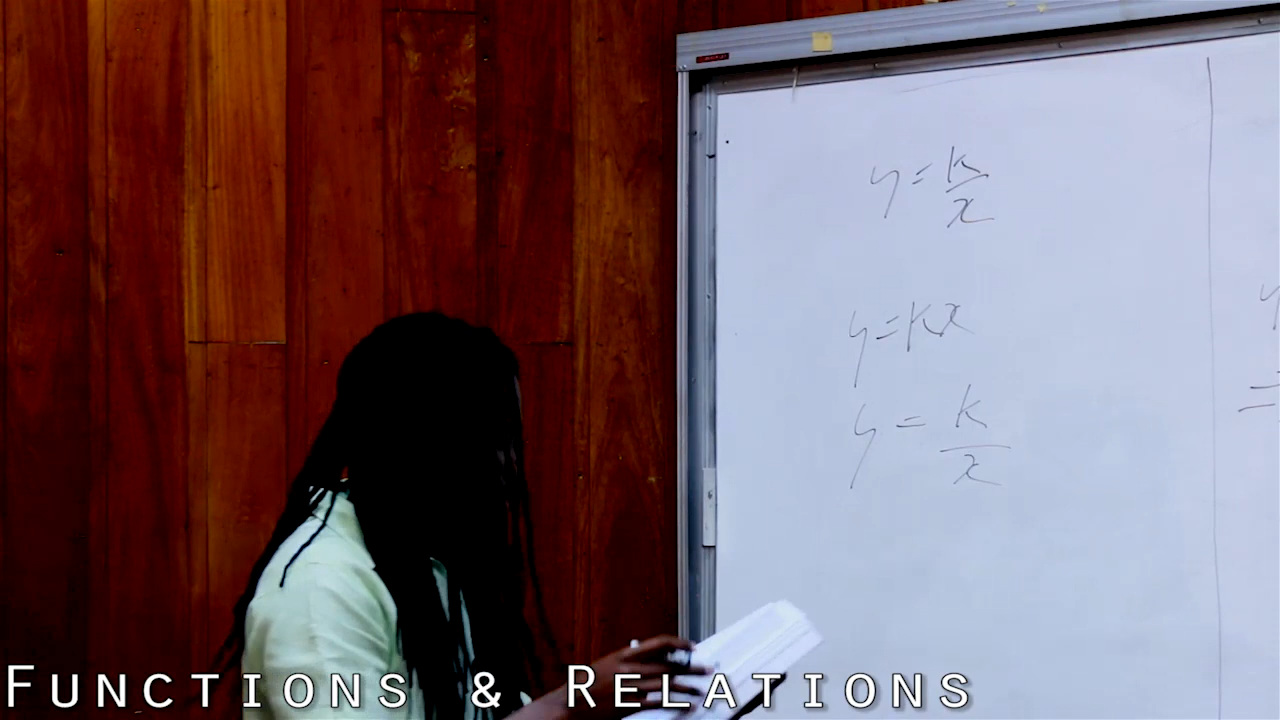 y = k/x
y = kx
y = k/x
Functions & Relations